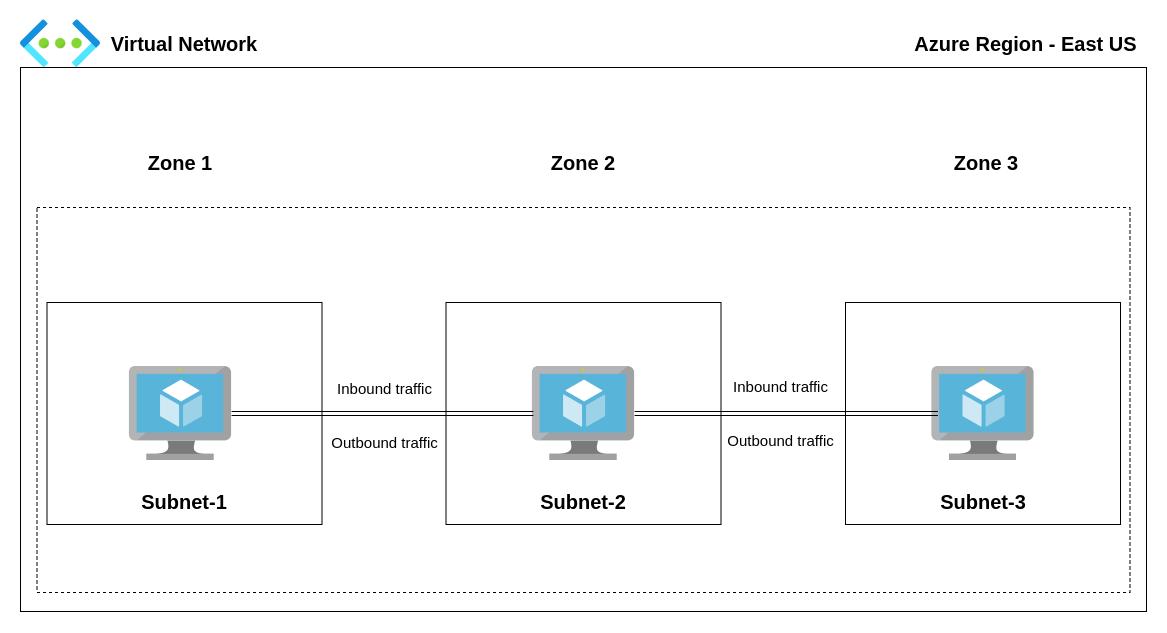 Virtual Network
Azure Region - East US
Zone 1
Zone 2
Zone 3
Inbound traffic
Inbound traffic
Outbound traffic
Outbound traffic
Subnet-1
Subnet-2
Subnet-3